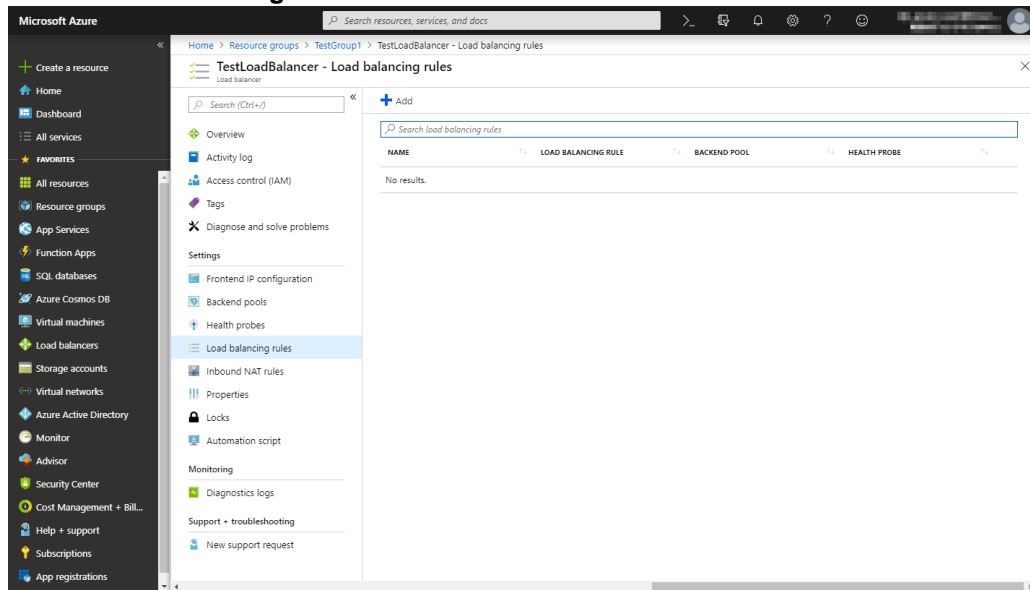 Microsoft Azure
Search resources, services, and docs
Home > Resource groups > TestGroup1 > TestLoadBalancer - Load balancing rules
TestLoadBalancer - Load balancing rules
Load balancer
Create a resource
Home
Dashboard
All services
FAVORITES
All resources
Resource groups
App Services
Function Apps
SQL databases
Azure Cosmos DB
Virtual machines
Load balancers
Storage accounts
Virtual networks
Azure Active Directory
Monitor
Advisor
Security Center
Cost Management + Bill...
Help + support
Subscriptions
App registrations
Search (Ctrl+/)
Overview
Activity log
Access control (IAM)
Tags
Diagnose and solve problems
Settings
Frontend IP configuration
Backend pools
Health probes
Load balancing rules
Inbound NAT rules
Properties
Locks
Automation script
Monitoring
Diagnostics logs
Support + troubleshooting
New support request
Add
Search load balancing rules
NAME LOAD BALANCING RULE BACKEND POOL HEALTH PROBE
No results.